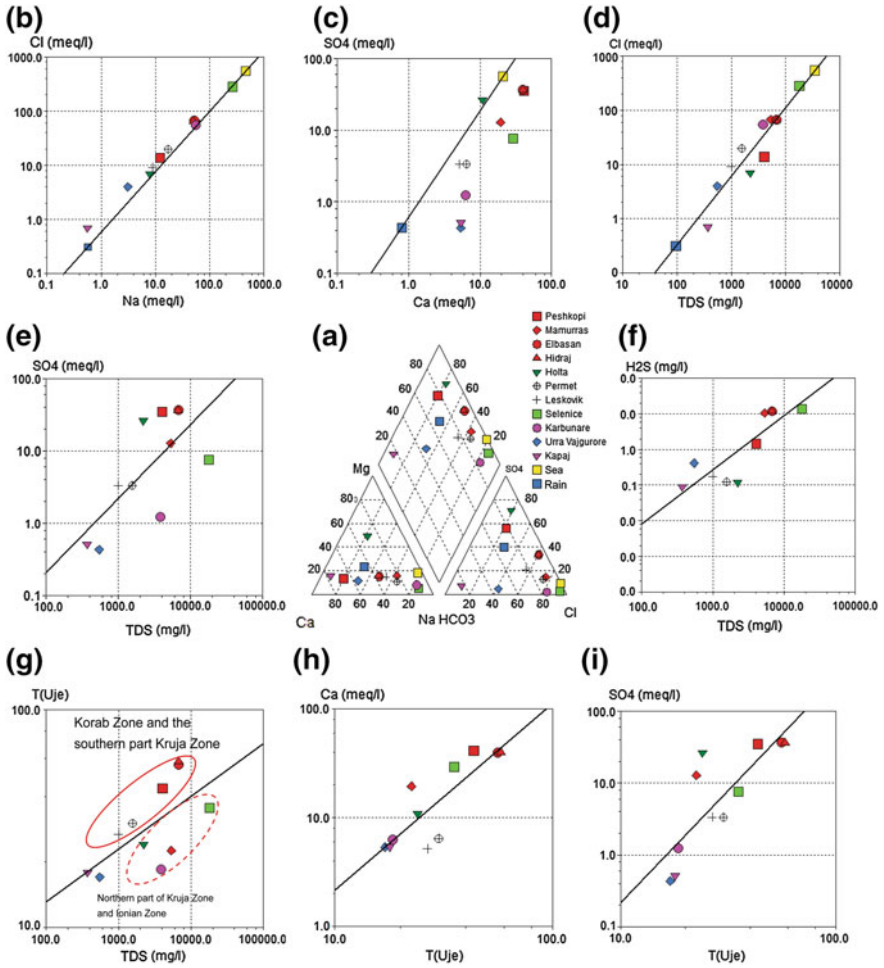 (b)
Cl (meq/l)
1000.0
100.0
10.0
1.0
0.1
0.1 1.0 10.0 100.0 1000.0
Na (meq/l)
(c)
SO4 (meq/l)
100.0
10.0
1.0
0.1
0.1 1.0 10.0 100.0
Ca (meq/l)
(d)
Cl (meq/l)
1000
100
10
1
0
10 100 1000 10000 10000
TDS (mg/l)
(e)
SO4 (meq/l)
100.0
10.0
1.0
0.1
100.0 1000.0 10000.0 100000.0
TDS (mg/l)
(a)
80 80
60 60
40 40
20 20
Mg SO4
80 80
60 60
40 40
20 20
80 60 40 20 20 40 60 80
Ca Na HCO3 Cl
Peshkopi
Mamurras
Elbasan
Hidraj
Holta
Permet
Leskovik
Selenice
Karbunare
Urra Vajgurore
Kapaj
Sea
Rain
(f)
H2S (mg/l)
0.0
0.0
0.0
0.1
0.0
0.0
0.0
100.0 1000.0 10000.0 100000.0
TDS (mg/l)
(g)
T(Uje)
100.0
10.0
Korab Zone and the
southern part Kruja Zone
Northern part of Kruja Zone
and Ionian Zone
100.0 1000.0 10000.0 100000.0
TDS (mg/l)
(h)
Ca (meq/l)
100.0
10.0
1.0
10.0 100.0
T(Uje)
(i)
SO4 (meq/l)
100.0
10.0
1.0
0.1
10.0 100.0
T(Uje)